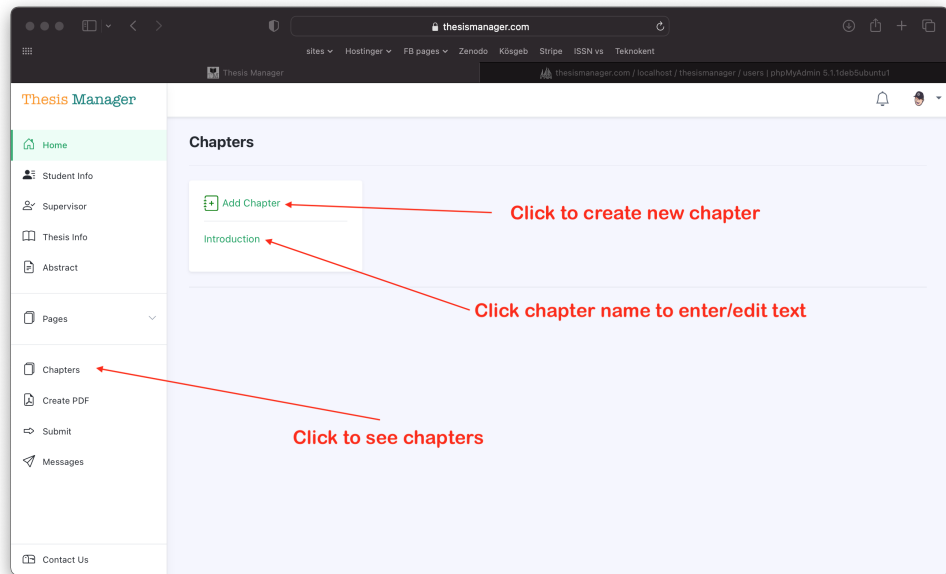 thesismanager.com
sites Hostinger FB pages Zenodo Kösgeb Stripe ISSN vs Teknokent
Thesis Manager
thesismanager.com / localhost / thesismanager / users | phpMyAdmin 5.1.1deb5ubuntu1
Thesis Manager
Home
Student Info
Supervisor
Thesis Info
Abstract
Pages
Chapters
Create PDF
Submit
Messages
Contact Us
Chapters
Add Chapter
Introduction
Click to create new chapter
Click chapter name to enter/edit text
Click to see chapters